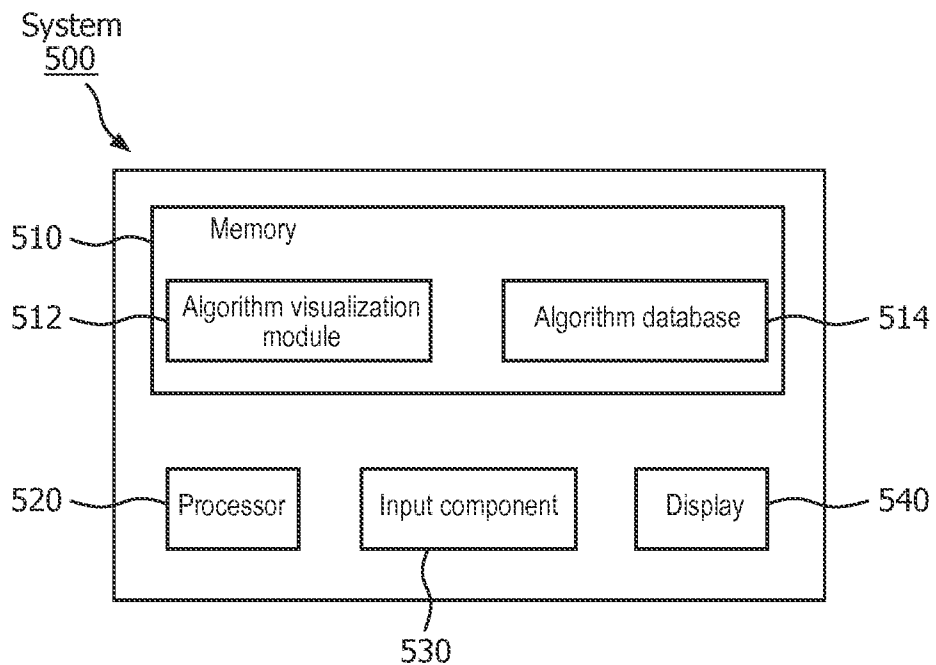 System
500
510
Memory
512
Algorithm visualization
module
Algorithm database
514
520
Processor
Input component
Display
540
530